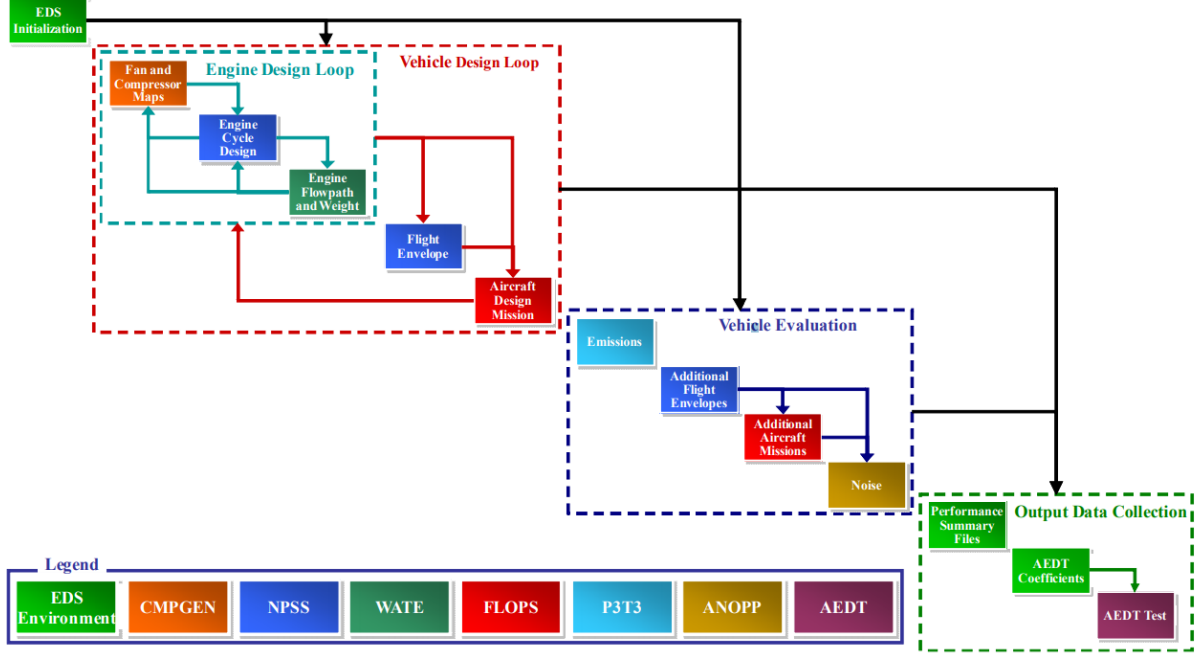 EDS
Initialization
Vehicle Design Loop
Engine Design Loop
Fan and
Compressor
Maps
Engine
Cycle
Design
Engine
Flowpath
and Weight
Flight
Envelope
Aircraft
Design
Mission
Vehicle Evaluation
Emissions
Additional
Flight
Envelopes
Additional
Aircraft
Missions
Noise
Output Data Collection
Performance
Summary
Files
AEDT
Coefficients
AEDT Test
Legend
EDS
Environment
CMPGEN
NPSS
WATE
FLOPS
P3T3
ANOPP
AEDT